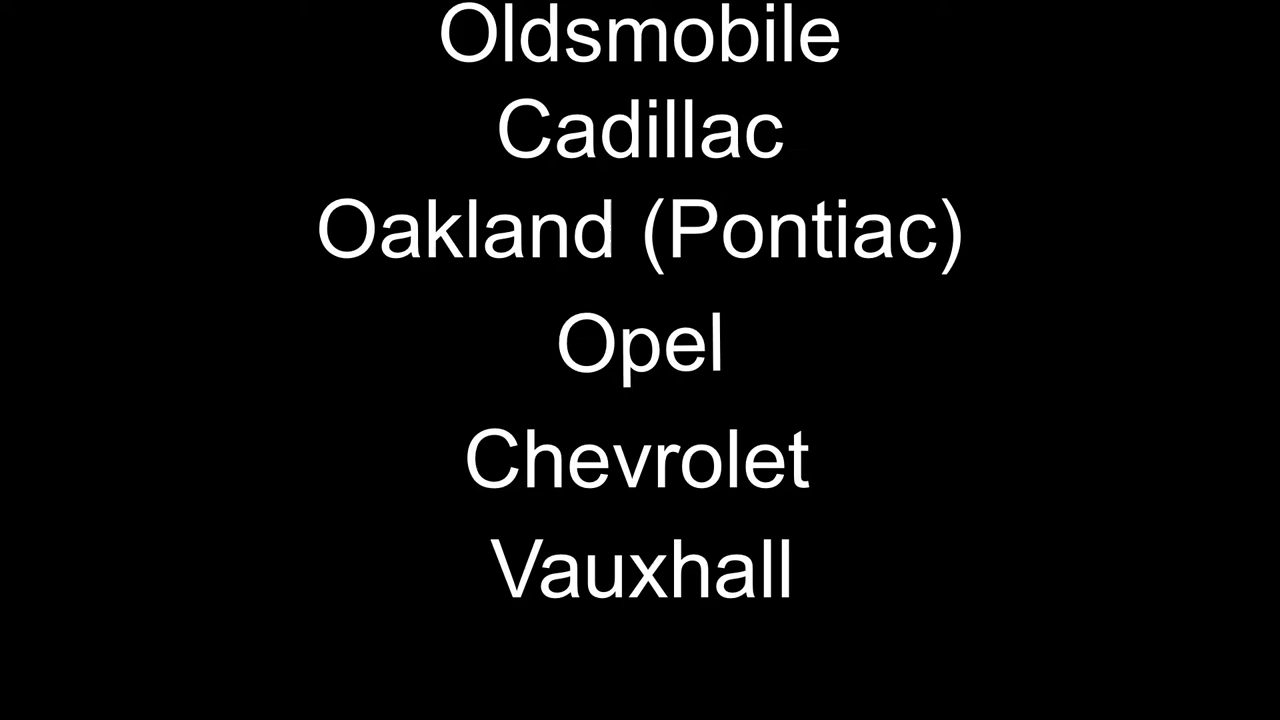 Oldsmobile
Cadillac
Oakland (Pontiac)
Opel
Chevrolet
Vauxhall